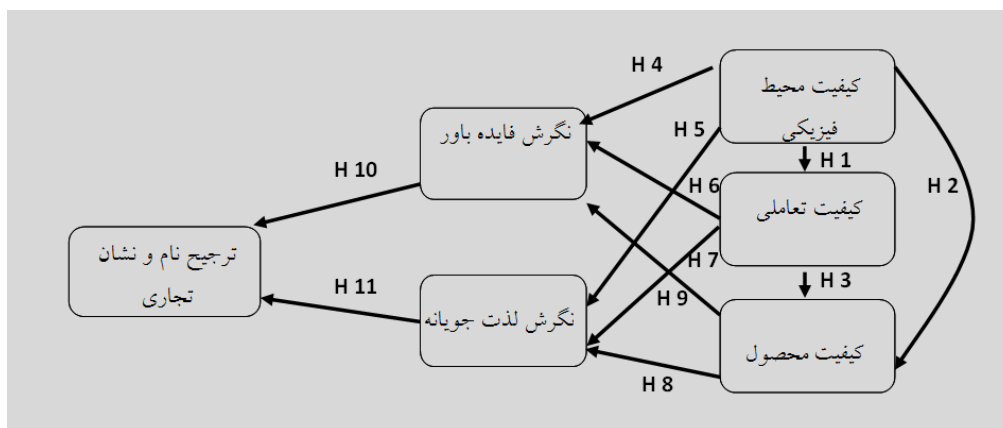 کیفیت محیط
فیزیکی
H 4
H 5
H 1
H 2
نگرش فایده باور
H 10
H 6
کیفیت تعاملی
ترجیح نام و نشان
تجاری
H 7
H 3
H 9
H 11
نگرش لذت جویانه
کیفیت محصول
H 8